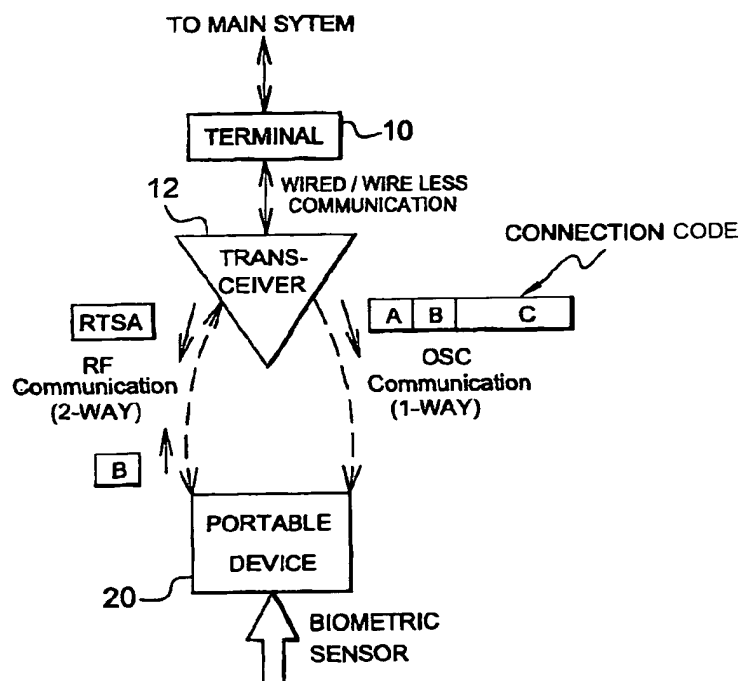 TO MAIN SYTEM
TERMINAL
10
WIRED / WIRE LESS
COMMUNICATION
12
TRANS-
CEIVER
CONNECTION CODE
RTSA
A B C
RF
Communication
(2-WAY)
OSC
Communication
(1-WAY)
B
PORTABLE
DEVICE
20
BIOMETRIC
SENSOR